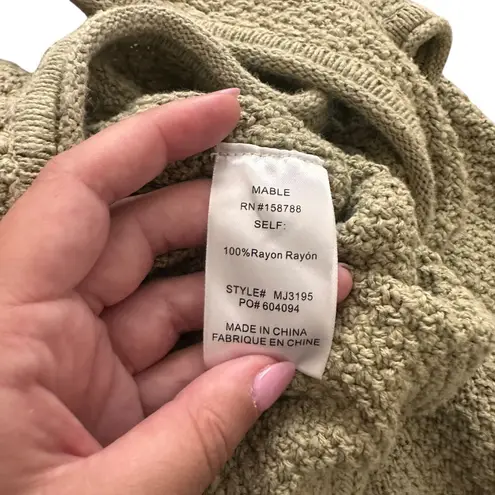 MABLE
RN #158788
SELF:
100%Rayon Rayón
STYLE# MJ3195
PO# 604094
MADE IN CHINA
FABRIQUE EN CHINE